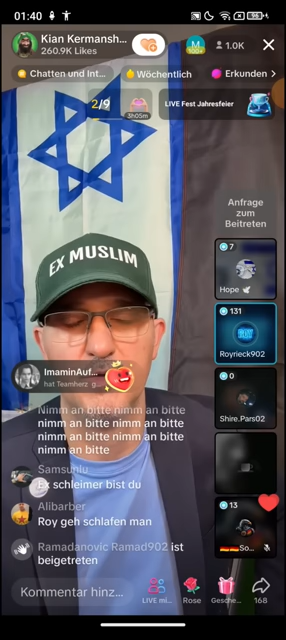 01:40
Kian Kermansh...
260.9K Likes
M
100+
1.0K
Chatten und Int...
Wöchentlich
Erkunden
2/9
3h05m
LIVE Fest Jahresfeier
Anfrage
zum
Beitreten
EX MUSLIM
7
Hope
131
Royrieck902
0
Shire.Pars02
13
So...
ImaminAuf...
hat Teamherz g...
Nimm an bitte nimm an bitte
nimm an bitte nimm an bitte
nimm an bitte nimm an bitte
nimm an bitte
Samsunlu
Ex schleimer bist du
Alibarber
Roy geh schlafen man
Ramadanovic Ramad902 ist
beigetreten
Kommentar hinz...
LIVE mi...
Rose
Gesche...
168